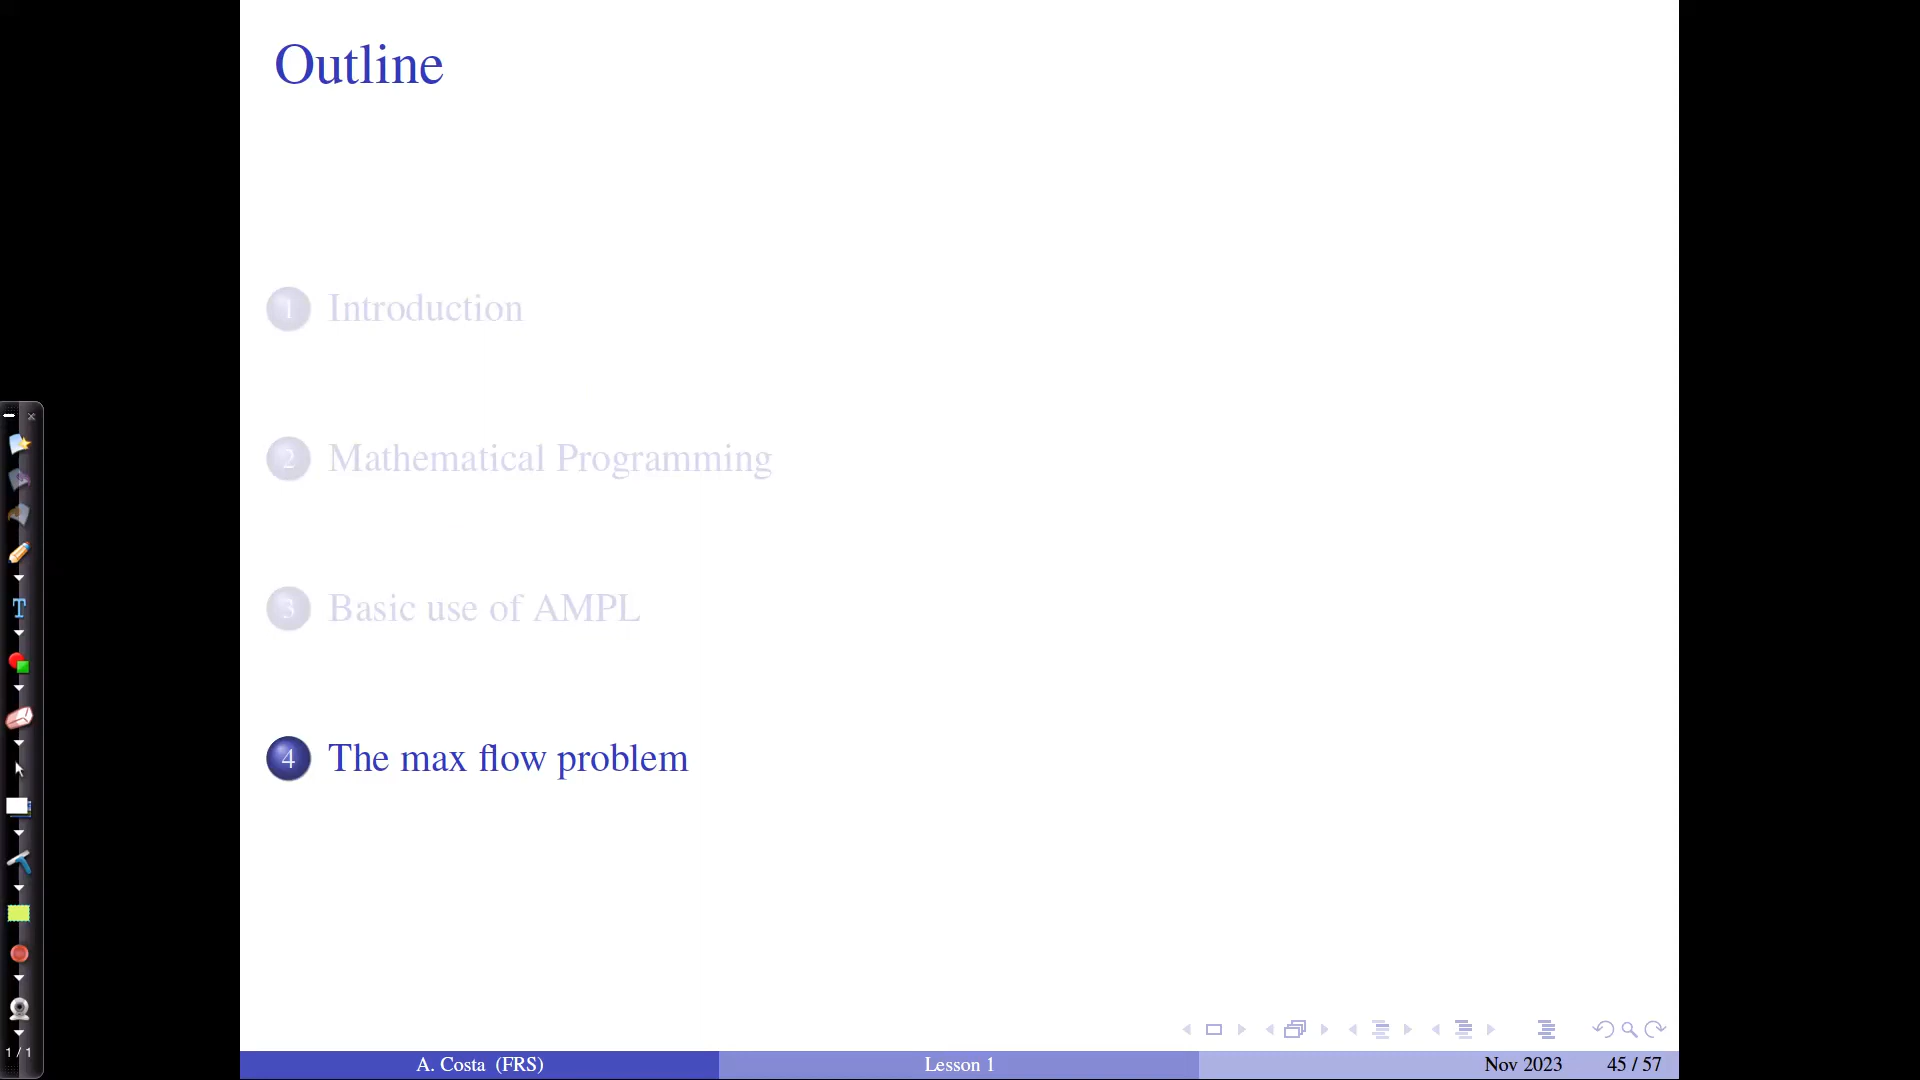 Outline
1 Introduction
2 Mathematical Programming
3 Basic use of AMPL
4 The max flow problem
1 / 1
A. Costa (FRS) Lesson 1 Nov 2023 45 / 57